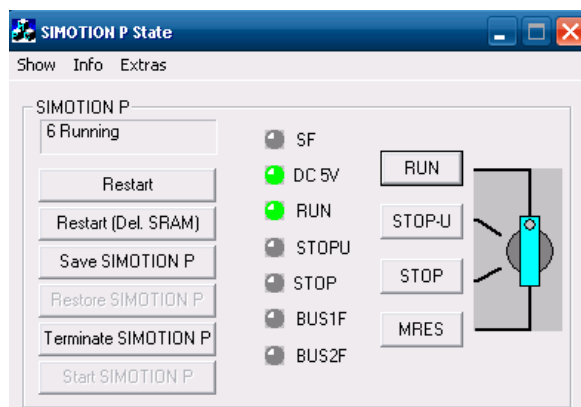 SIMOTION P State
Show Info Extras
SIMOTION P
6 Running
Restart
Restart (Del. SRAM)
Save SIMOTION P
Restore SIMOTION P
Terminate SIMOTION P
Start SIMOTION P
SF
DC 5V
RUN
STOPU
STOP
BUS1F
BUS2F
RUN
STOP-U
STOP
MRES